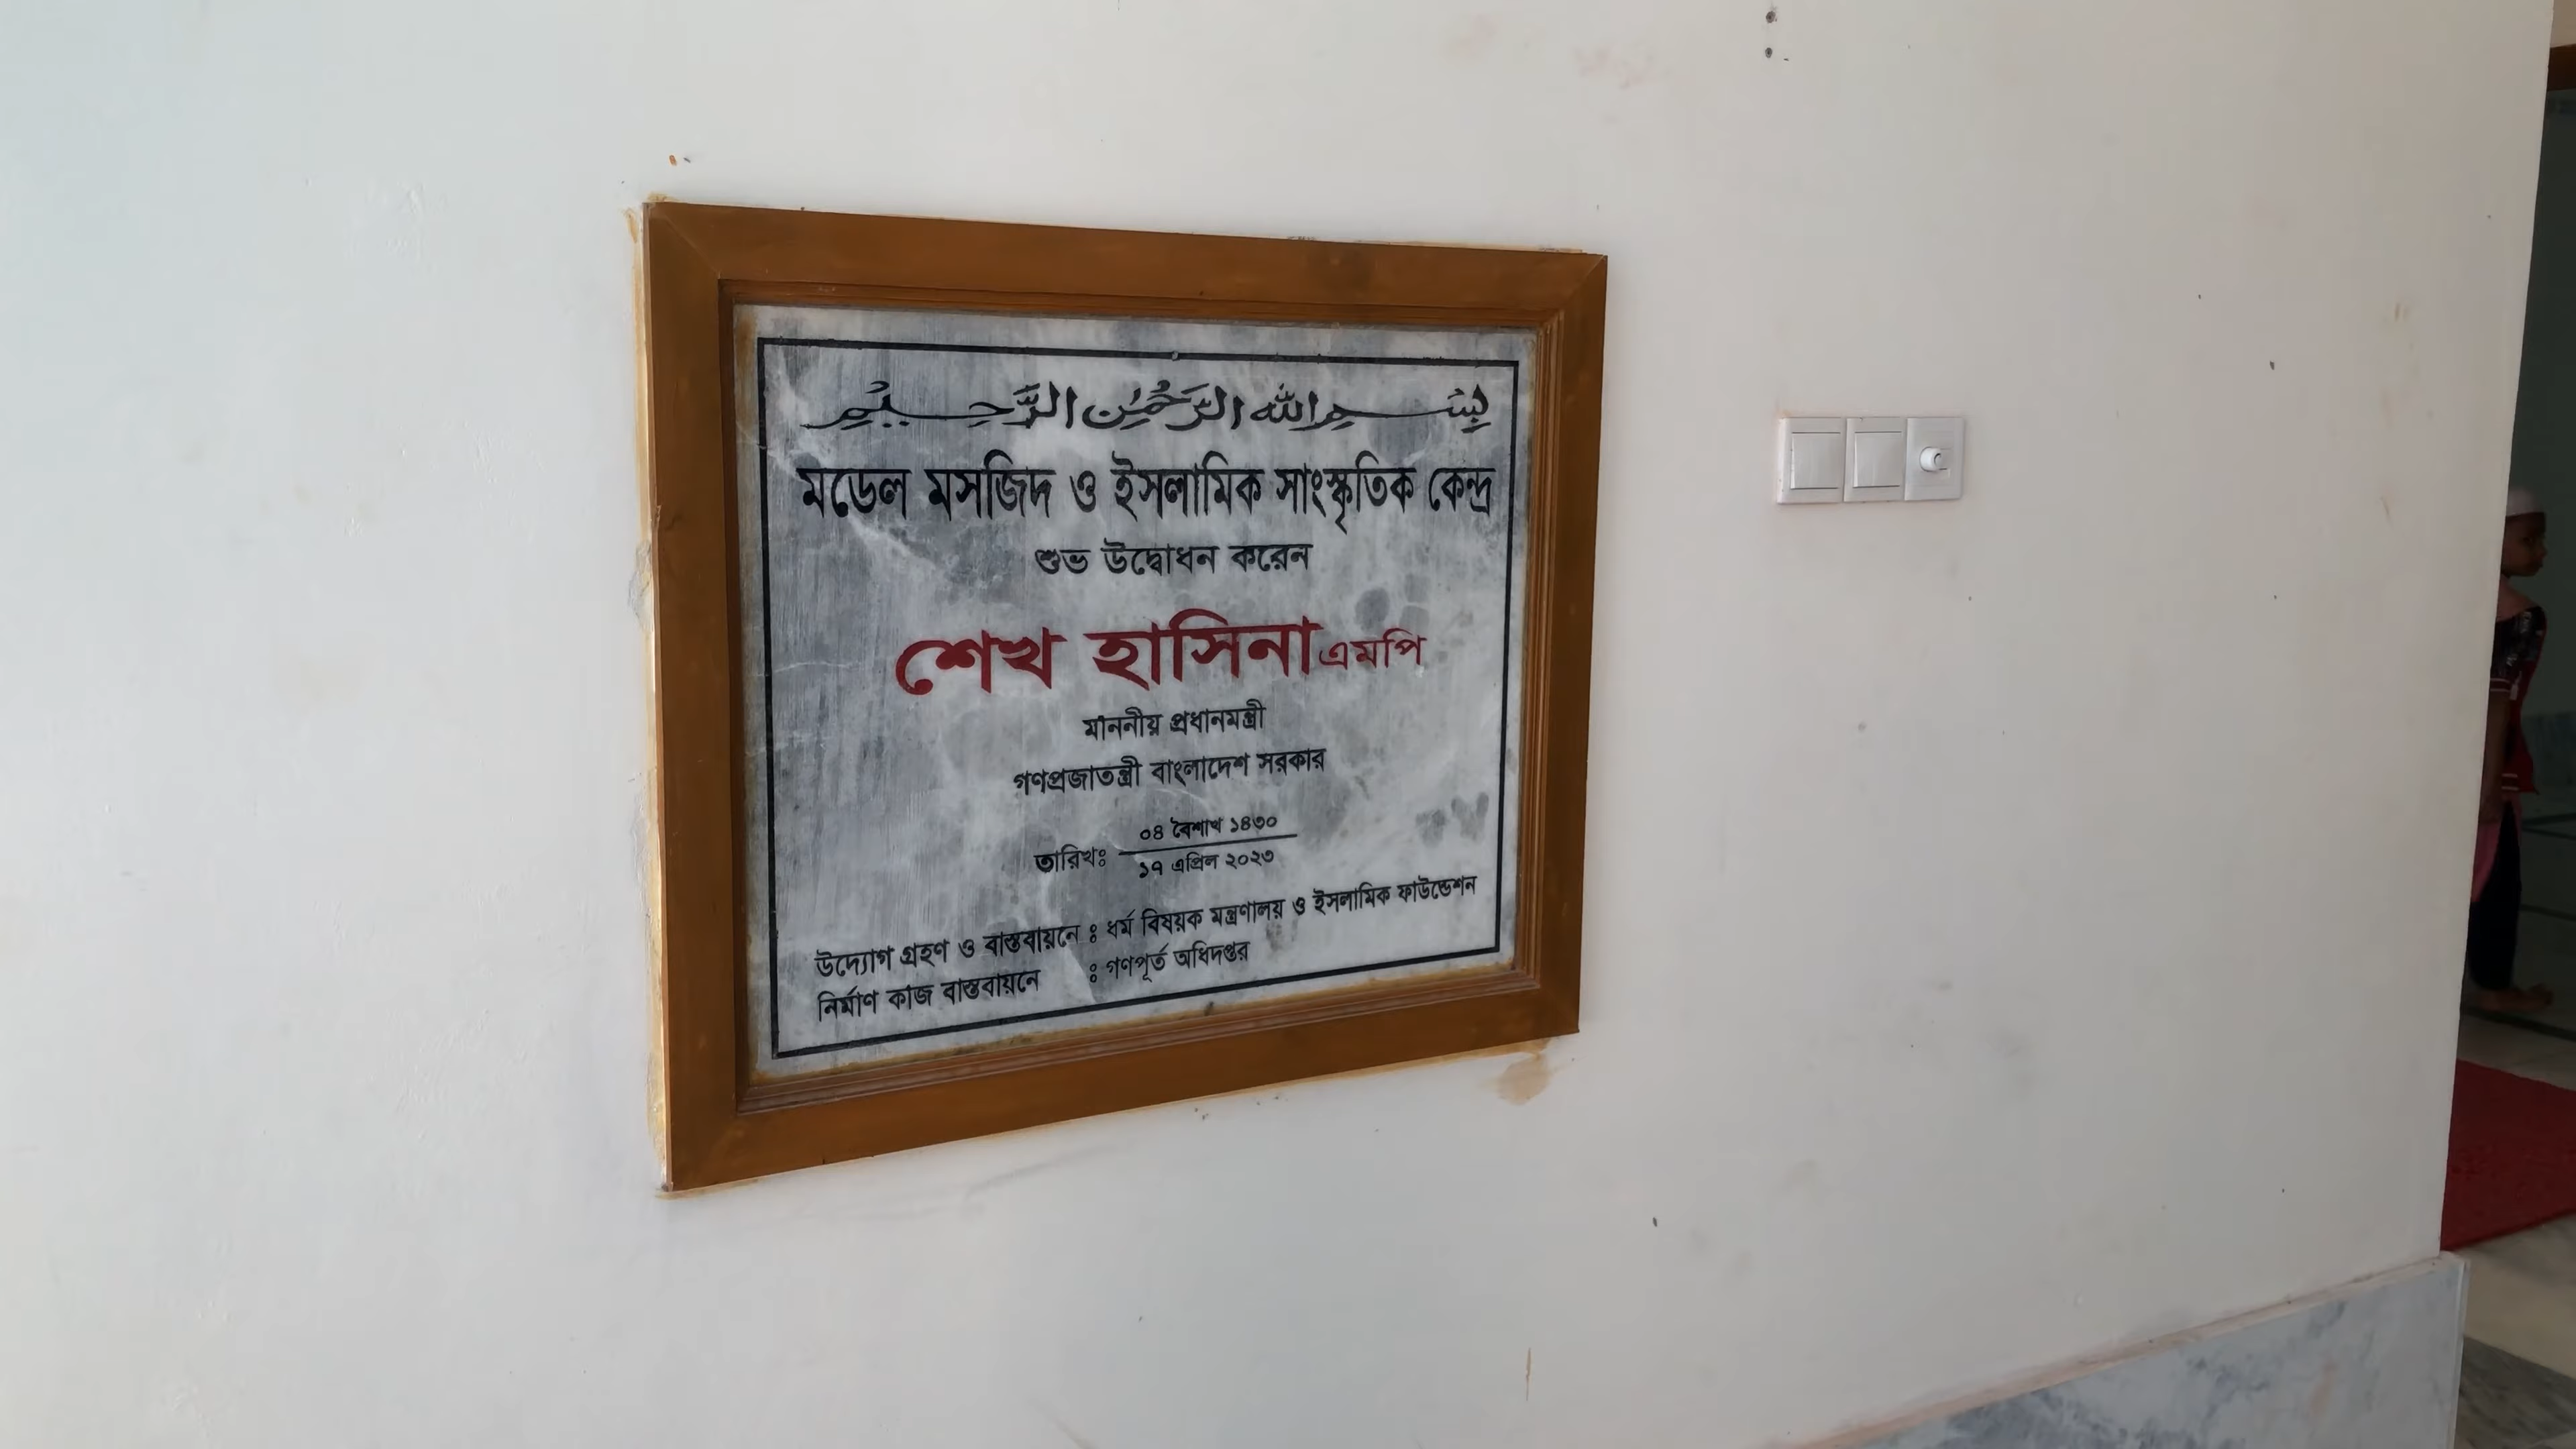 بِسْمِ اللهِ الرَّحْمٰنِ الرَّحِيْمِ
মডেল মসজিদ ও ইসলামিক সাংস্কৃতিক কেন্দ্র
শুভ উদ্বোধন করেন
শেখ হাসিনা এমপি
মাননীয় প্রধানমন্ত্রী
গণপ্রজাতন্ত্রী বাংলাদেশ সরকার
০৪ বৈশাখ ১৪৩০
তারিখঃ
১৭ এপ্রিল ২০২৩
উদ্যোগ গ্রহণ ও বাস্তবায়নে ঃ ধর্ম বিষয়ক মন্ত্রণালয় ও ইসলামিক ফাউন্ডেশন
নির্মাণ কাজ বাস্তবায়নে ঃ গণপূর্ত অধিদপ্তর